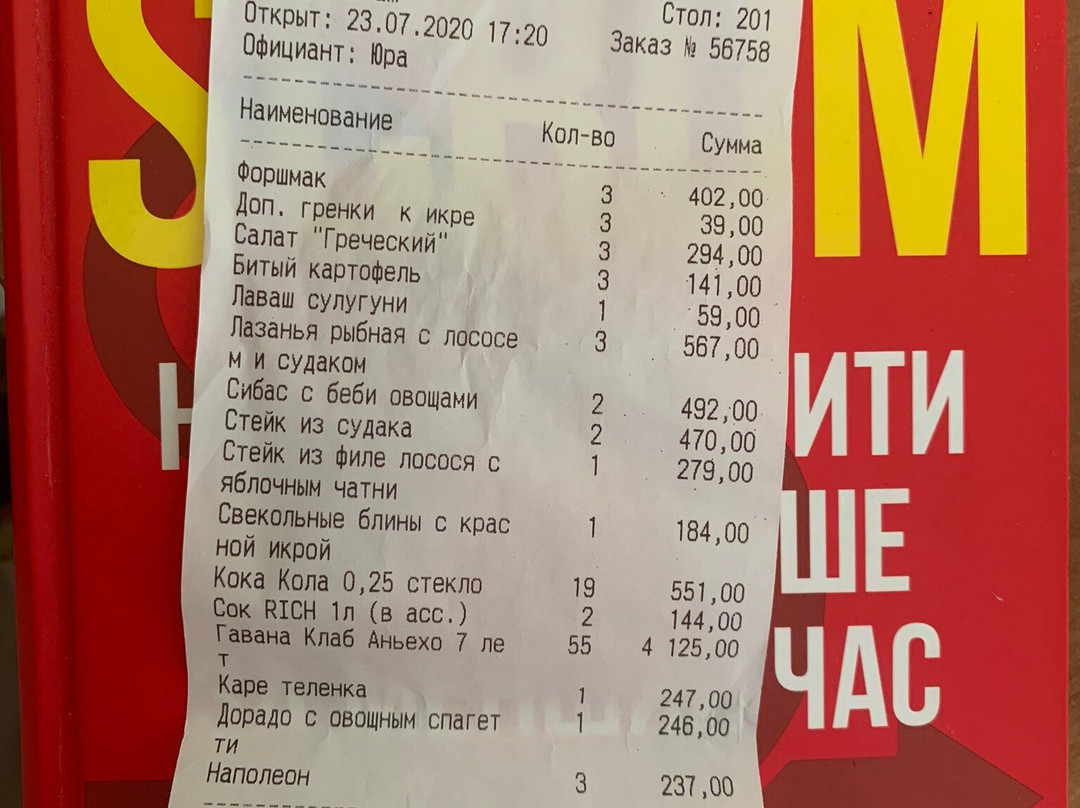 Открыт: 23.07.2020 17:20 Стол: 201
Официант: Юра Заказ № 56758
Наименование Кол-во Сумма
Форшмак 3 402,00
Доп. гренки к икре 3 39,00
Салат "Греческий" 3 294,00
Битый картофель 3 141,00
Лаваш сулугуни 1 59,00
Лазанья рыбная с лососе 3 567,00
м и судаком
Сибас с беби овощами 2 492,00
Стейк из судака 2 470,00
Стейк из филе лосося с 1 279,00
яблочным чатни
Свекольные блины с крас 1 184,00
ной икрой
Кока Кола 0,25 стекло 19 551,00
Сок RICH 1л (в асс.) 2 144,00
Гавана Клаб Аньехо 7 ле 55 4 125,00
т
Каре теленка 1 247,00
Дорадо с овощным спагет 1 246,00
ти
Наполеон 3 237,00
S M
ИТИ
ШЕ
ЧАС